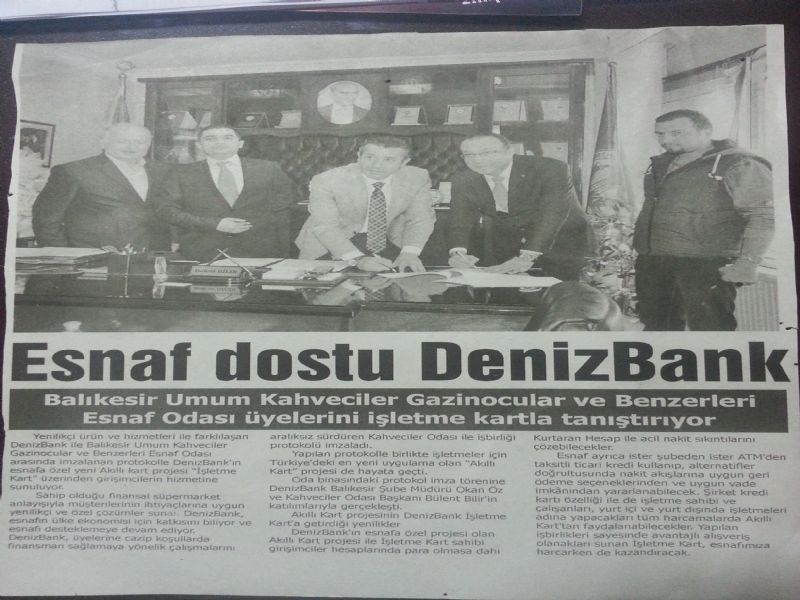 Esnaf dostu DenizBank
Balıkesir Umum Kahveciler Gazinocular ve Benzerleri
Esnaf Odası üyelerini işletme kartla tanıştırıyor
Yenilikçi ürün ve hizmetleri ile farklılaşan
DenizBank ile Balıkesir Umum Kahveciler
Gazinocular ve Benzerleri Esnaf Odası
arasında imzalanan protokolle DenizBank'ın
esnafa özel yeni Akıllı kart projesi "İşletme
Kart" üzerinden girişimcilerin hizmetine
sunuluyor.
Sahip olduğu finansal süpermarket
anlayışıyla müşterilerinin ihtiyaçlarına uygun
yenilikçi ve özel çözümler sunan DenizBank,
esnafın ülke ekonomisi için katkısını biliyor ve
esnafı desteklemeye devam ediyor.
DenizBank, üyelerine cazip koşullarda
finansman sağlamaya yönelik çalışmalarını
aralıksız sürdüren Kahveciler Odası ile işbirliği
protokolü imzaladı.
Yapılan protokolle birlikte işletmeler için
Türkiye'deki en yeni uygulama olan "Akıllı
Kart" projesi de hayata geçti.
Oda binasındaki protokol imza törenine
DenizBank Balıkesir Şube Müdürü Okan Öz
ve Kahveciler Odası Başkanı Bülent Bilir'in
katılımlarıyla gerçekleşti.
Akıllı Kart projesinin DenizBank İşletme
Kart'a getirdiği yenilikler
DenizBank'ın esnafa özel projesi olan
Akıllı Kart projesi ile İşletme Kart sahibi
girişimciler hesaplarında para olmasa dahi
Kurtaran Hesap ile acil nakit sıkıntılarını
çözebilecekler.
Esnaf ayrıca ister şubeden ister ATM'den
taksitli ticari kredi kullanıp, alternatifler
doğrultusunda nakit akışlarına uygun geri
ödeme seçeneklerinden ve uygun vade
imkânından yararlanabilecek. Şirket kredi
kartı özelliği ile de işletme sahibi ve
çalışanları, yurt içi ve yurt dışında işletmeleri
adına yapacakları tüm harcamalarda Akıllı
Kart'tan faydalanabilecekler. Yapılan
işbirlikleri sayesinde avantajlı alışveriş
olanakları sunan İşletme Kart, esnafımıza
harcarken de kazandıracak.